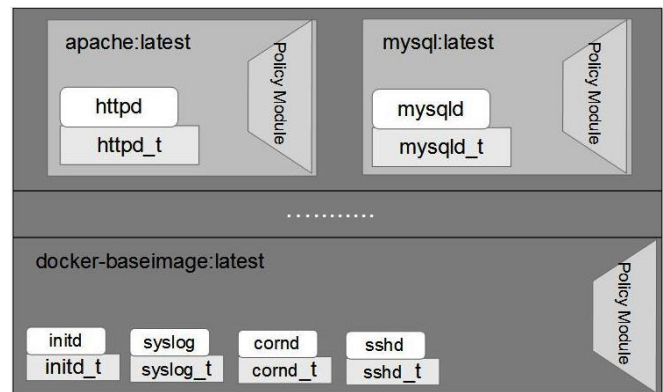 apache:latest
Policy Module
httpd
httpd_t
mysql:latest
Policy Module
mysqld
mysqld_t
...........
docker-baseimage:latest
Policy Module
initd
initd_t
syslog
syslog_t
cornd
cornd_t
sshd
sshd_t